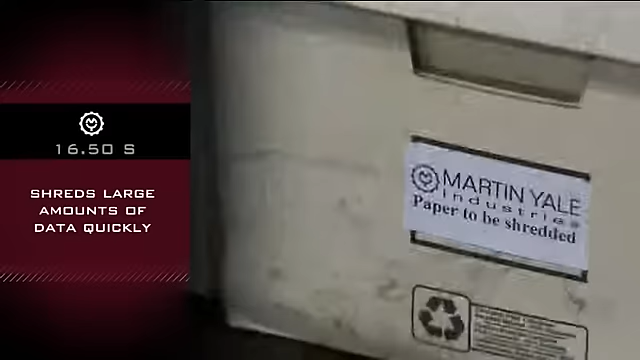 16.50 S
SHREDS LARGE
AMOUNTS OF
DATA QUICKLY
MARTIN YALE
industries
Paper to be shredded